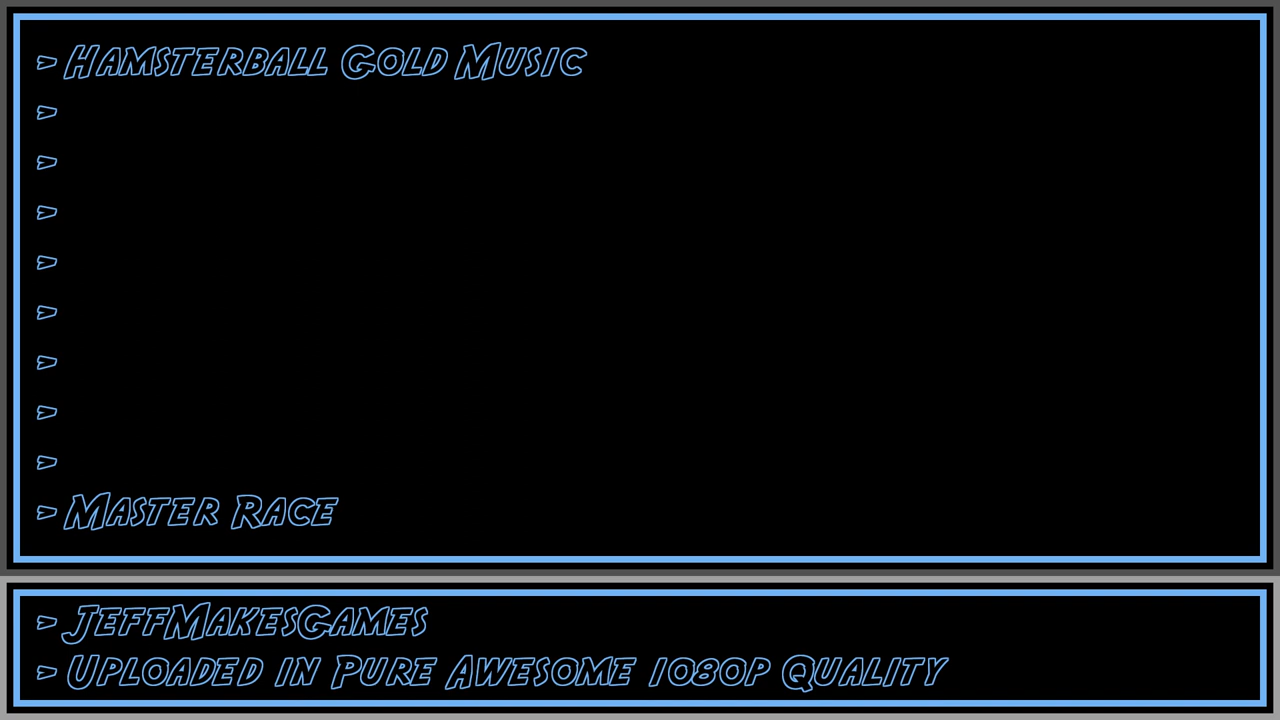 > Hamsterball Gold Music
>
>
>
>
>
>
>
>
> Master Race
> JeffMakesGames
> Uploaded in Pure Awesome 1080p Quality